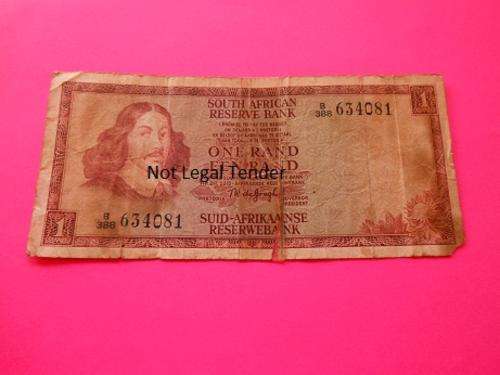 SOUTH AFRICAN
RESERVE BANK
B/388 634081
1
ONE RAND
EEN RAND
Not Legal Tender
PRETORIA
B/388 634081
1
SUID-AFRIKAANSE
RESERWEBANK